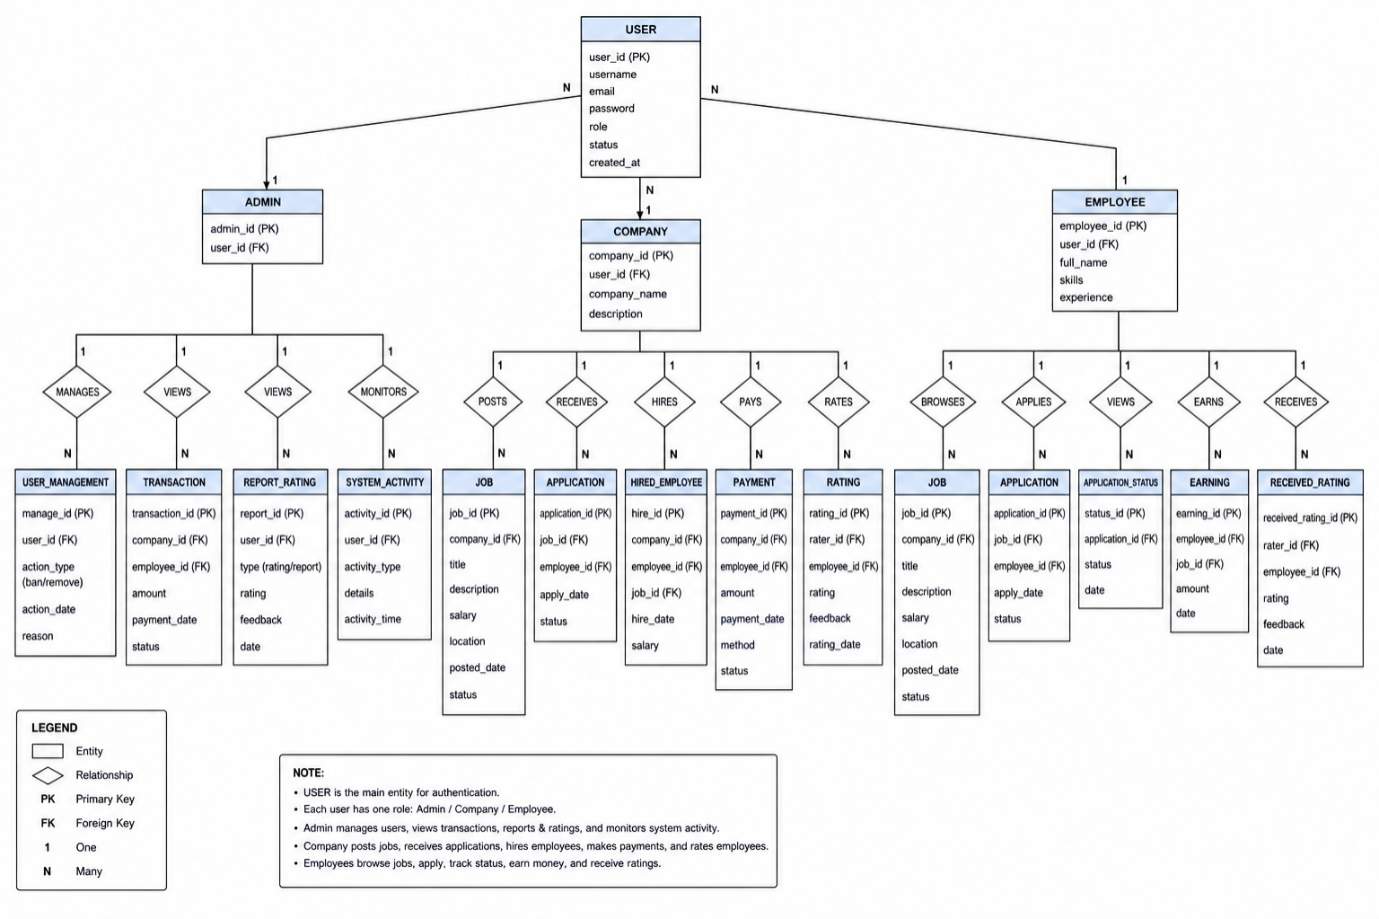 USER
user_id (PK)
username
email
password
role
status
created_at
N
N
N
1
1
1
ADMIN
admin_id (PK)
user_id (FK)
COMPANY
company_id (PK)
user_id (FK)
company_name
description
EMPLOYEE
employee_id (PK)
user_id (FK)
full_name
skills
experience
1
1
1
1
1
1
1
1
1
1
1
1
1
1
MANAGES
VIEWS
VIEWS
MONITORS
POSTS
RECEIVES
HIRES
PAYS
RATES
BROWSES
APPLIES
VIEWS
EARNS
RECEIVES
N
N
N
N
N
N
N
N
N
N
N
N
N
N
USER_MANAGEMENT
manage_id (PK)
user_id (FK)
action_type
(ban/remove)
action_date
reason
TRANSACTION
transaction_id (PK)
company_id (FK)
employee_id (FK)
amount
payment_date
status
REPORT_RATING
report_id (PK)
user_id (FK)
type (rating/report)
rating
feedback
date
SYSTEM_ACTIVITY
activity_id (PK)
user_id (FK)
activity_type
details
activity_time
JOB
job_id (PK)
company_id (FK)
title
description
salary
location
posted_date
status
APPLICATION
application_id (PK)
job_id (FK)
employee_id (FK)
apply_date
status
HIRED_EMPLOYEE
hire_id (PK)
company_id (FK)
employee_id (FK)
job_id (FK)
hire_date
salary
PAYMENT
payment_id (PK)
company_id (FK)
employee_id (FK)
amount
payment_date
method
status
RATING
rating_id (PK)
rater_id (FK)
employee_id (FK)
rating
feedback
rating_date
JOB
job_id (PK)
company_id (FK)
title
description
salary
location
posted_date
status
APPLICATION
application_id (PK)
job_id (FK)
employee_id (FK)
apply_date
status
APPLICATION_STATUS
status_id (PK)
application_id (FK)
status
date
EARNING
earning_id (PK)
employee_id (FK)
job_id (FK)
amount
date
RECEIVED_RATING
received_rating_id (PK)
rater_id (FK)
employee_id (FK)
rating
feedback
date
LEGEND
Entity
Relationship
PK Primary Key
FK Foreign Key
1 One
N Many
NOTE:
• USER is the main entity for authentication.
• Each user has one role: Admin / Company / Employee.
• Admin manages users, views transactions, reports & ratings, and monitors system activity.
• Company posts jobs, receives applications, hires employees, makes payments, and rates employees.
• Employees browse jobs, apply, track status, earn money, and receive ratings.